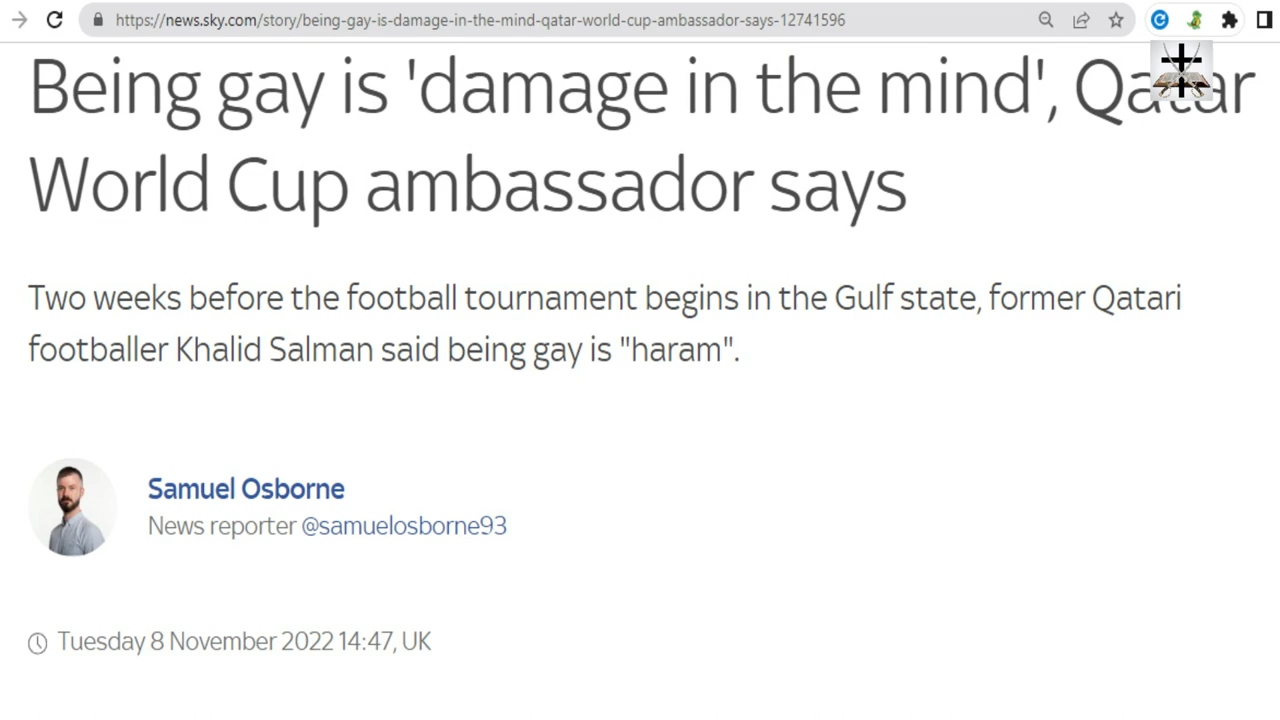 https://news.sky.com/story/being-gay-is-damage-in-the-mind-qatar-world-cup-ambassador-says-12741596
Being gay is 'damage in the mind', Qatar
World Cup ambassador says
Two weeks before the football tournament begins in the Gulf state, former Qatari
footballer Khalid Salman said being gay is "haram".
Samuel Osborne
News reporter @samuelosborne93
Tuesday 8 November 2022 14:47, UK